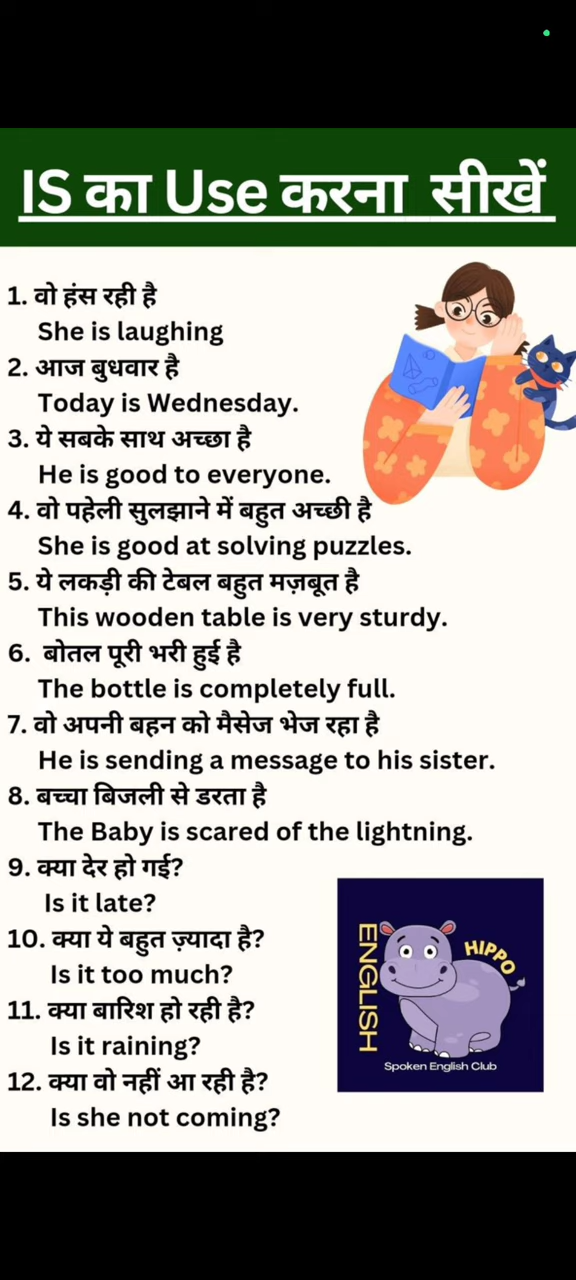 IS का Use करना सीखें
1. वो हंस रही है
She is laughing
2. आज बुधवार है
Today is Wednesday.
3. ये सबके साथ अच्छा है
He is good to everyone.
4. वो पहेली सुलझाने में बहुत अच्छी है
She is good at solving puzzles.
5. ये लकड़ी की टेबल बहुत मज़बूत है
This wooden table is very sturdy.
6. बोतल पूरी भरी हुई है
The bottle is completely full.
7. वो अपनी बहन को मैसेज भेज रहा है
He is sending a message to his sister.
8. बच्चा बिजली से डरता है
The Baby is scared of the lightning.
9. क्या देर हो गई?
Is it late?
10. क्या ये बहुत ज़्यादा है?
Is it too much?
11. क्या बारिश हो रही है?
Is it raining?
12. क्या वो नहीं आ रही है?
Is she not coming?
ENGLISH
HIPPO
Spoken English Club